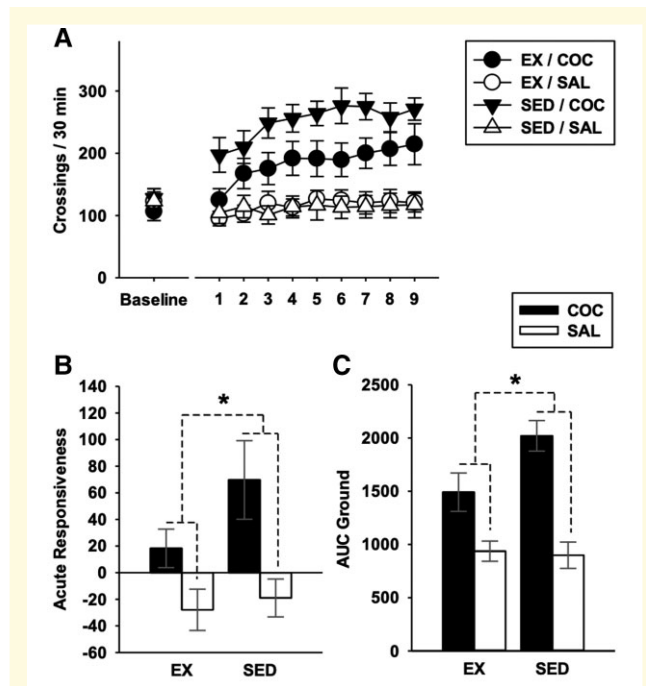 A
Crossings / 30 min
300
200
100
0
Baseline
1 2 3 4 5 6 7 8 9
EX / COC
EX / SAL
SED / COC
SED / SAL
COC
SAL
B
Acute Responsiveness
140
120
100
80
60
40
20
0
-20
-40
-60
*
EX SED
C
AUC Ground
2500
2000
1500
1000
500
0
*
EX SED